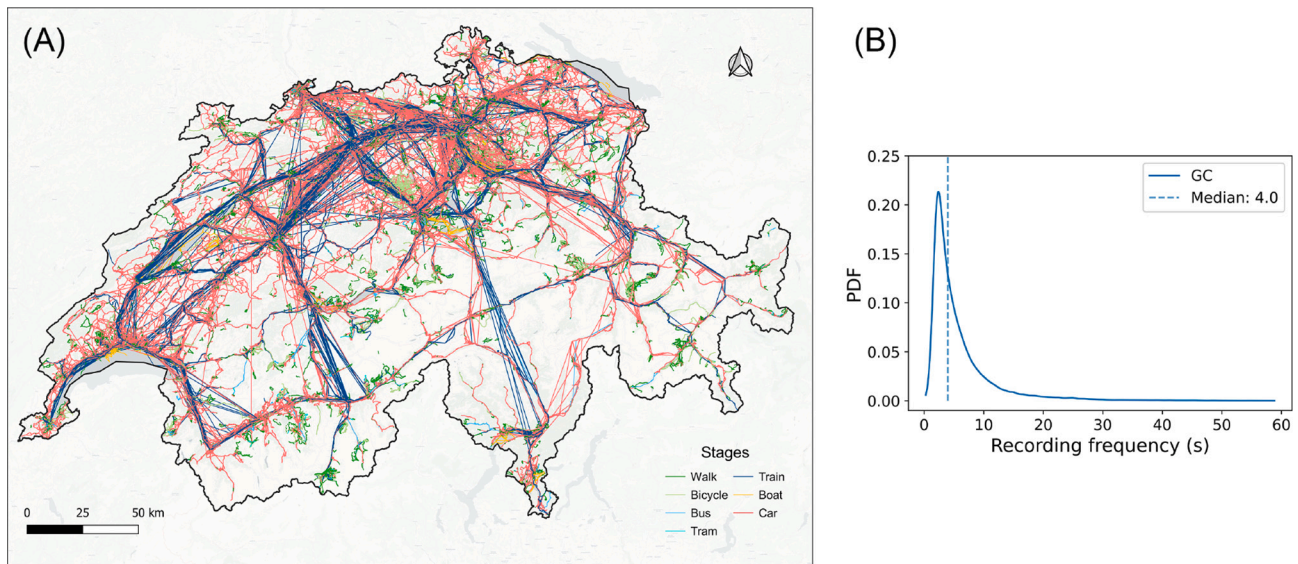 (A)
Stages
Walk
Train
Bicycle
Boat
Bus
Car
Tram
0 25 50 km
(B)
GC
Median: 4.0
PDF
0.25
0.20
0.15
0.10
0.05
0.00
0 10 20 30 40 50 60
Recording frequency (s)